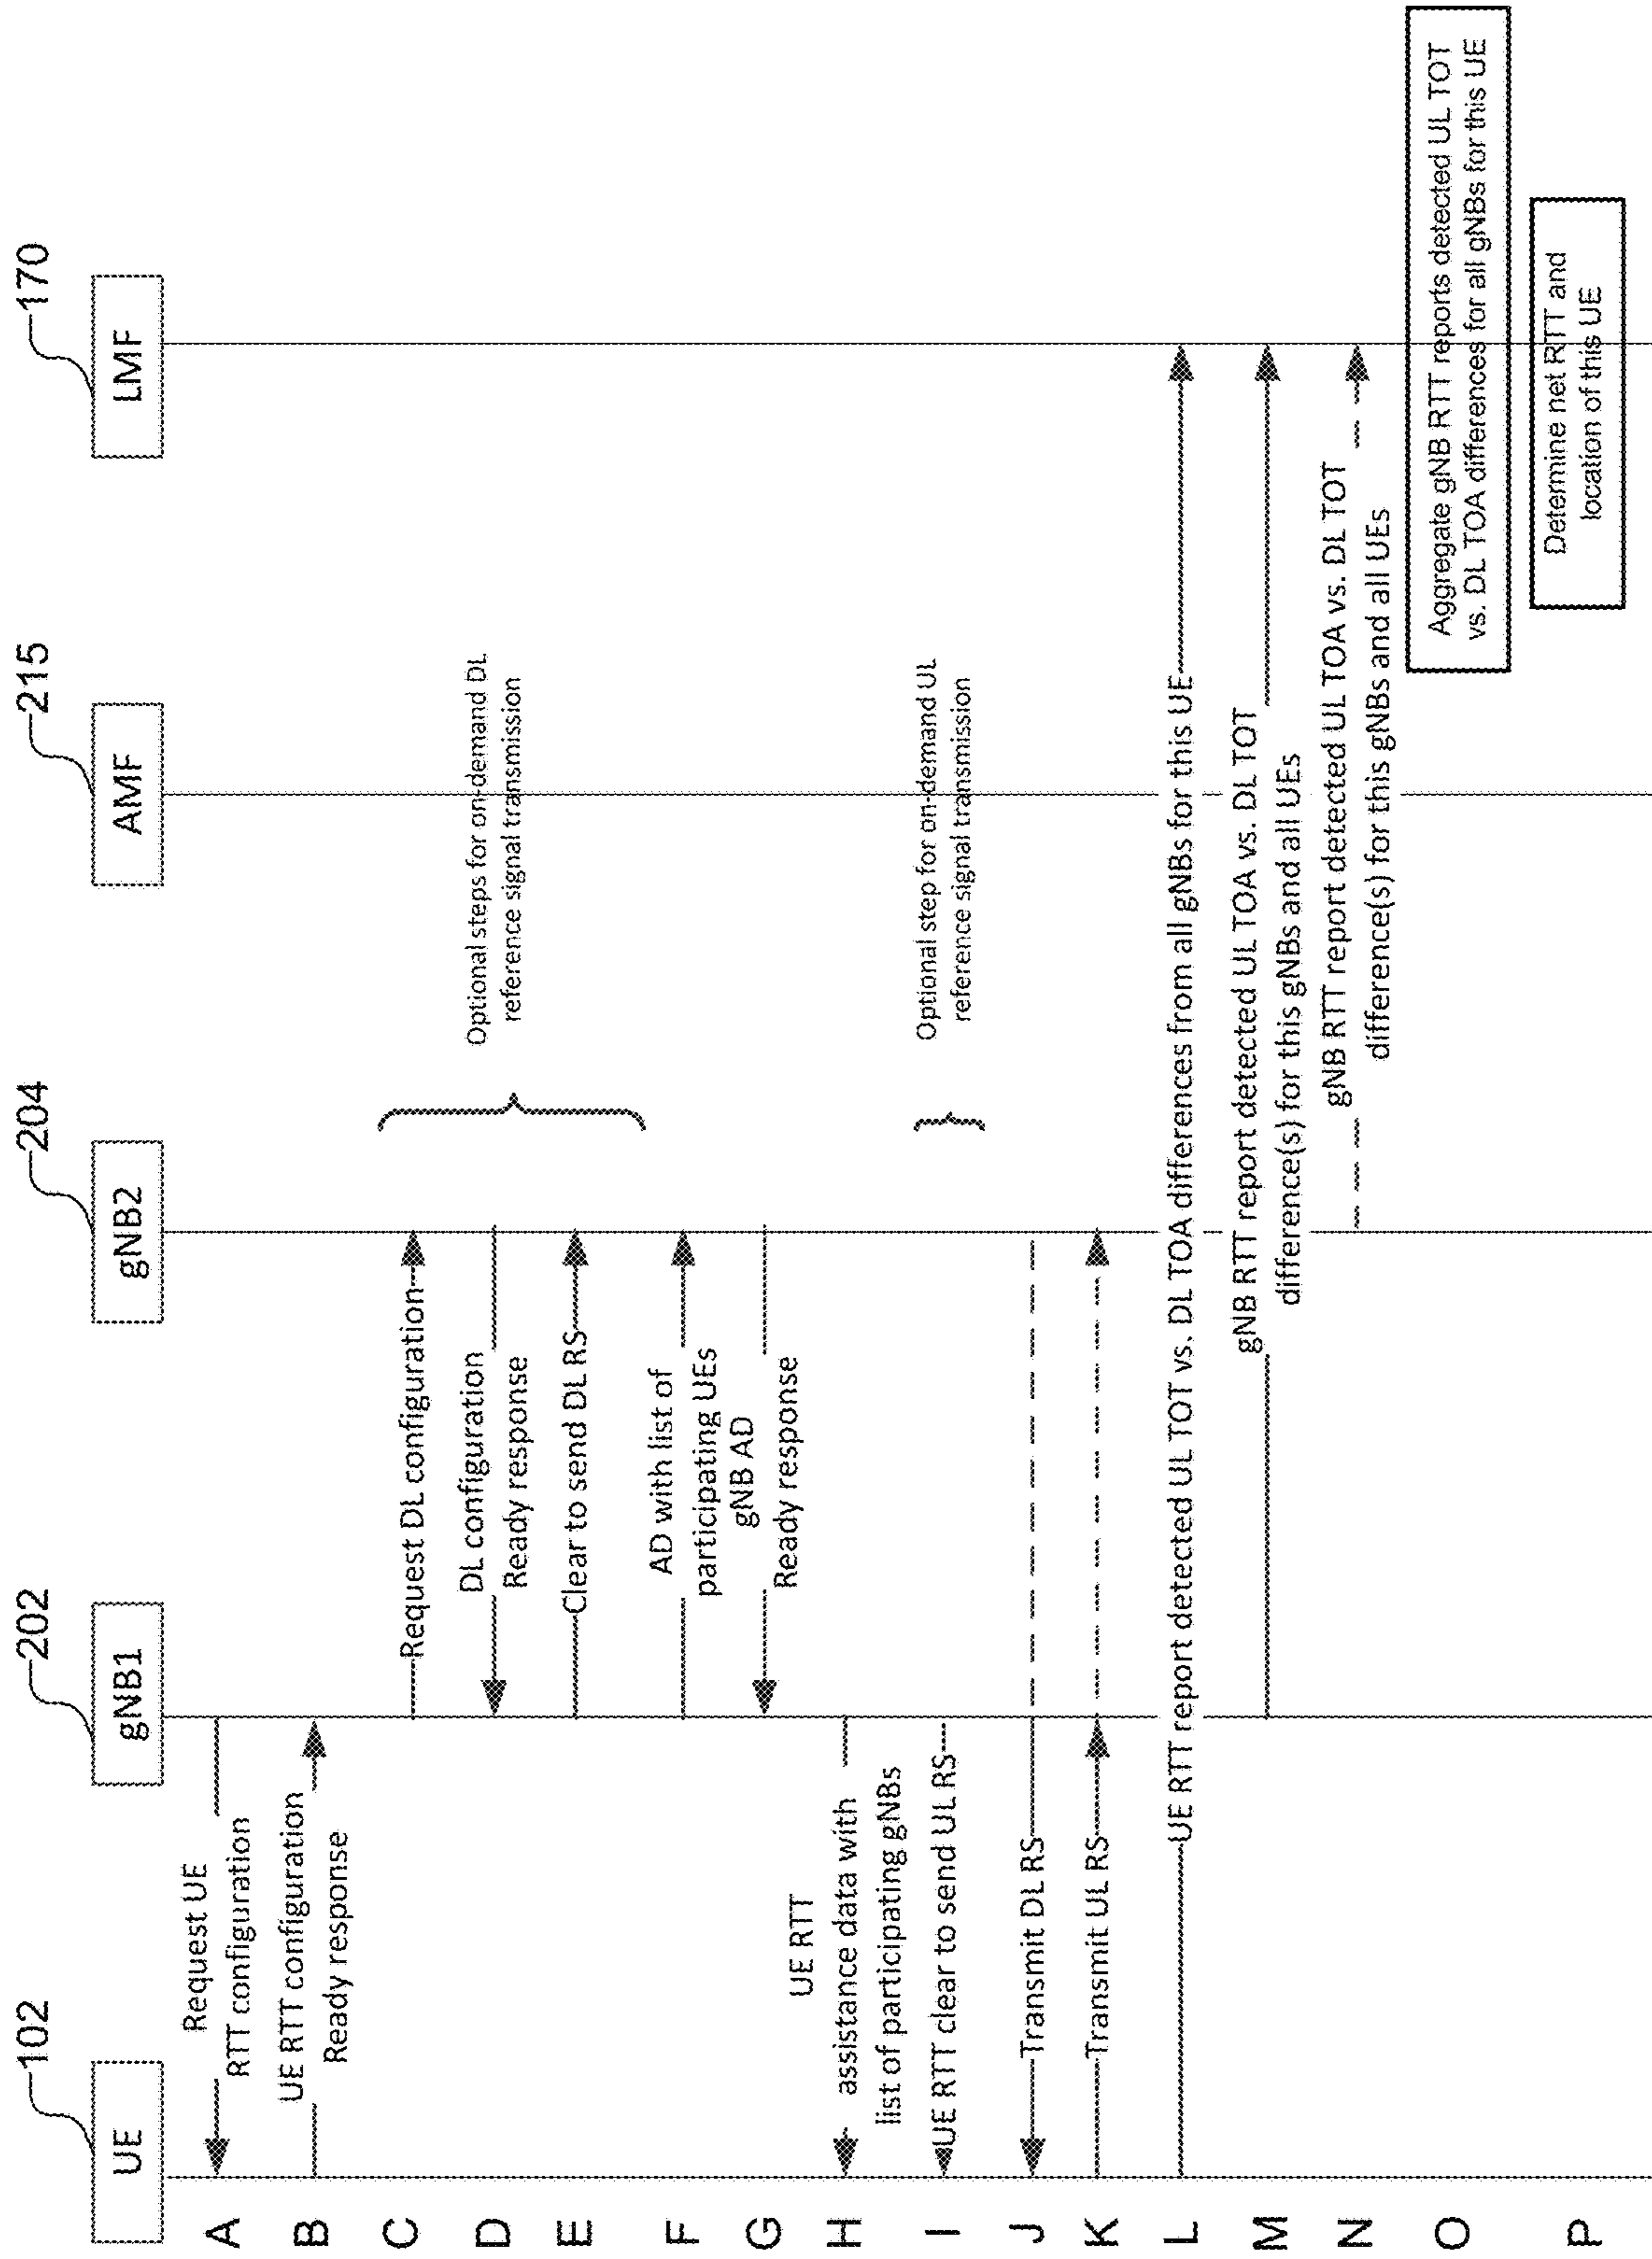 102
202
204
215
170
UE
gNB1
gNB2
AMF
LMF
A
Request UE
RTT configuration
B
UE RTT configuration
Ready response
C
Request DL configuration
D
DL configuration
Ready response
Optional steps for on-demand DL
reference signal transmission
E
Clear to send DL RS
F
AD with list of
participating UEs
G
gNB AD
Ready response
H
UE RTT
assistance data with
list of participating gNBs
I
UE RTT clear to send UL RS
Optional step for on-demand UL
reference signal transmission
J
Transmit DL RS
K
Transmit UL RS
L
UE RTT report detected UL TOT vs. DL TOA differences from all gNBs for this UE
M
gNB RTT report detected UL TOA vs. DL TOT
difference(s) for this gNBs and all UEs
N
gNB RTT report detected UL TOA vs. DL TOT
difference(s) for this gNBs and all UEs
O
Aggregate gNB RTT reports detected UL TOT
vs. DL TOA differences for all gNBs for this UE
P
Determine net RTT and
location of this UE